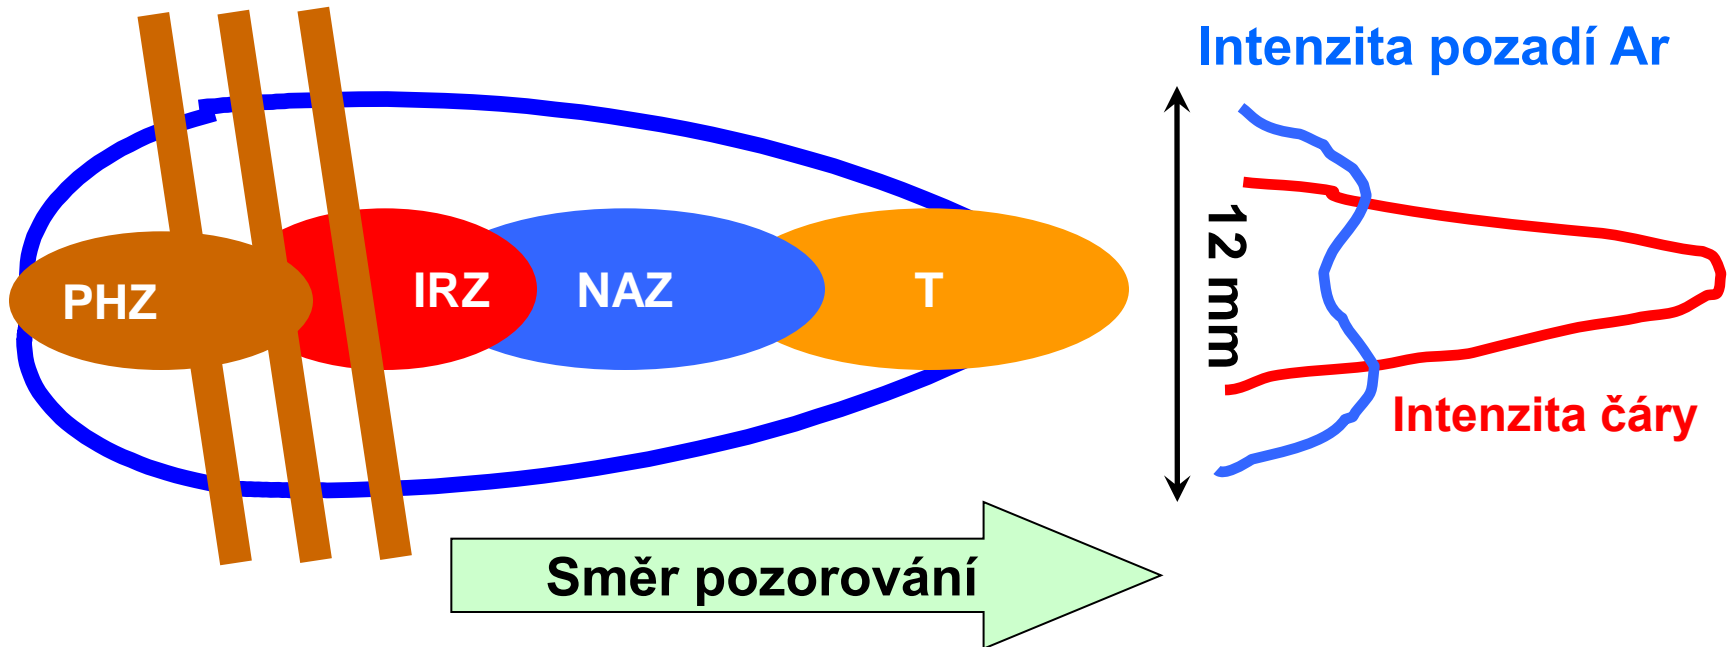 Intenzita pozadí Ar
PHZ
IRZ
NAZ
T
12 mm
Intenzita čáry
Směr pozorování